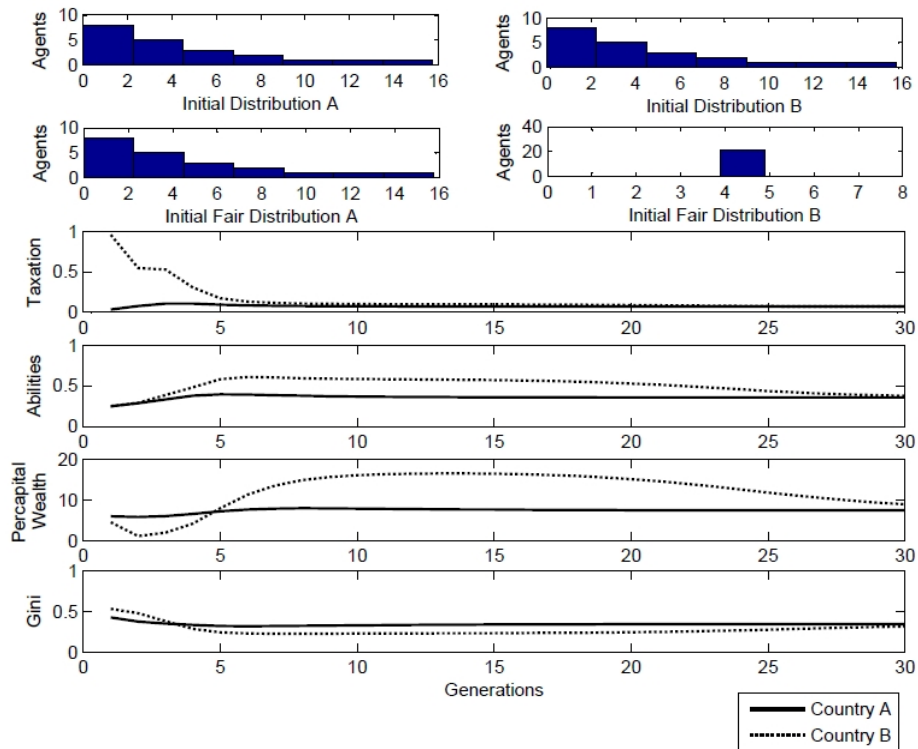 Agents
10
5
0
0 2 4 6 8 10 12 14 16
Initial Distribution A
Agents
10
5
0
0 2 4 6 8 10 12 14 16
Initial Distribution B
Agents
10
5
0
0 2 4 6 8 10 12 14 16
Initial Fair Distribution A
Agents
40
20
0
0 1 2 3 4 5 6 7 8
Initial Fair Distribution B
Taxation
1
0.5
0
0 5 10 15 20 25 30
Abilities
1
0.5
0
0 5 10 15 20 25 30
Percapital
Wealth
20
10
0
0 5 10 15 20 25 30
Gini
1
0.5
0
0 5 10 15 20 25 30
Generations
Country A
Country B